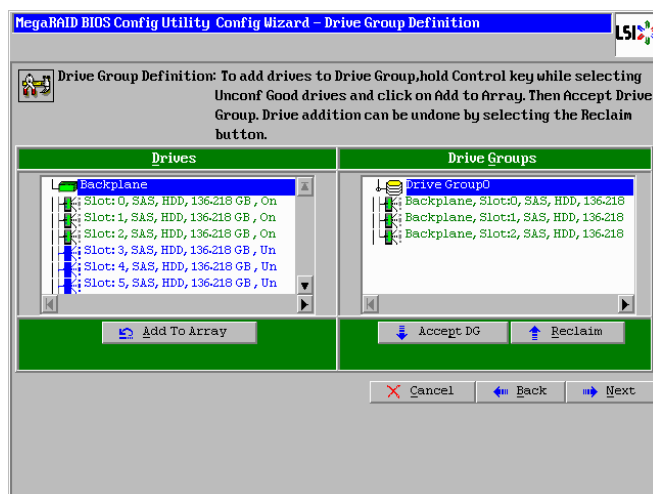 MegaRAID BIOS Config Utility Config Wizard – Drive Group Definition
LSI
Drive Group Definition: To add drives to Drive Group,hold Control key while selecting
Unconf Good drives and click on Add to Array. Then Accept Drive
Group. Drive addition can be undone by selecting the Reclaim
button.
Drives
Backplane
Slot: 0, SAS, HDD, 136.218 GB , On
Slot: 1, SAS, HDD, 136.218 GB , On
Slot: 2, SAS, HDD, 136.218 GB , On
Slot: 3, SAS, HDD, 136.218 GB , Un
Slot: 4, SAS, HDD, 136.218 GB , Un
Slot: 5, SAS, HDD, 136.218 GB , Un
Add To Array
Drive Groups
Drive Group0
Backplane, Slot:0, SAS, HDD, 136.218
Backplane, Slot:1, SAS, HDD, 136.218
Backplane, Slot:2, SAS, HDD, 136.218
Accept DG
Reclaim
Cancel
Back
Next